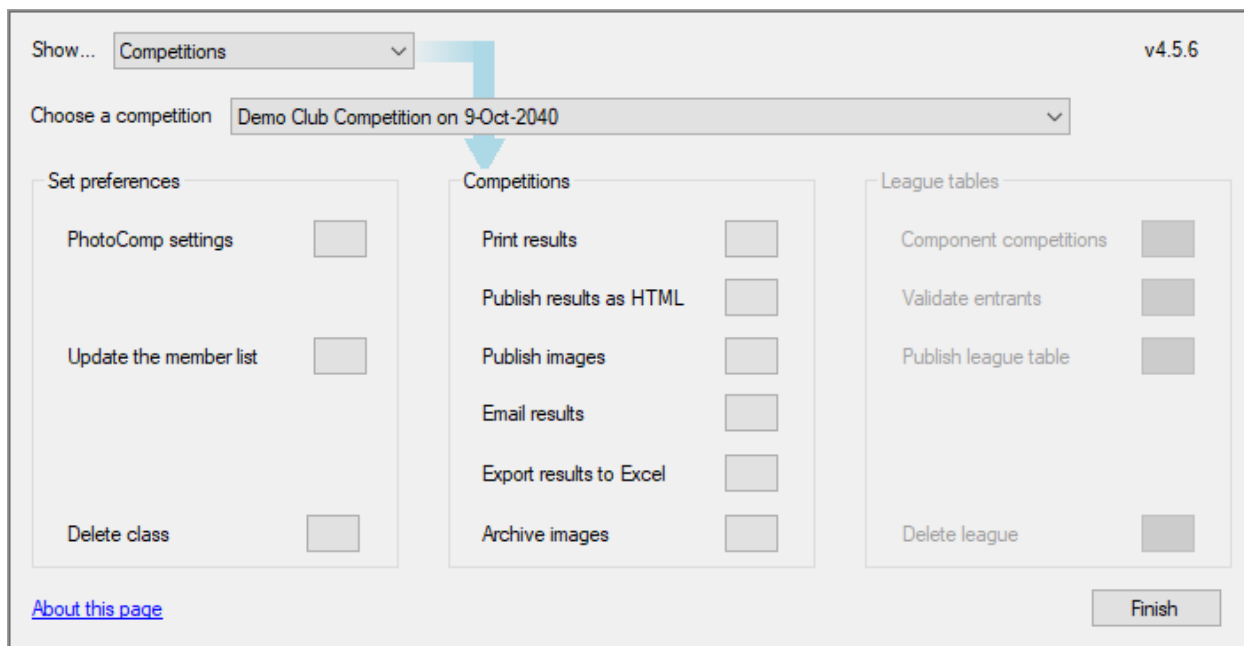 Show... Competitions v4.5.6
Choose a competition Demo Club Competition on 9-Oct-2040
Set preferences
PhotoComp settings
Update the member list
Delete class
Competitions
Print results
Publish results as HTML
Publish images
Email results
Export results to Excel
Archive images
League tables
Component competitions
Validate entrants
Publish league table
Delete league
About this page
Finish